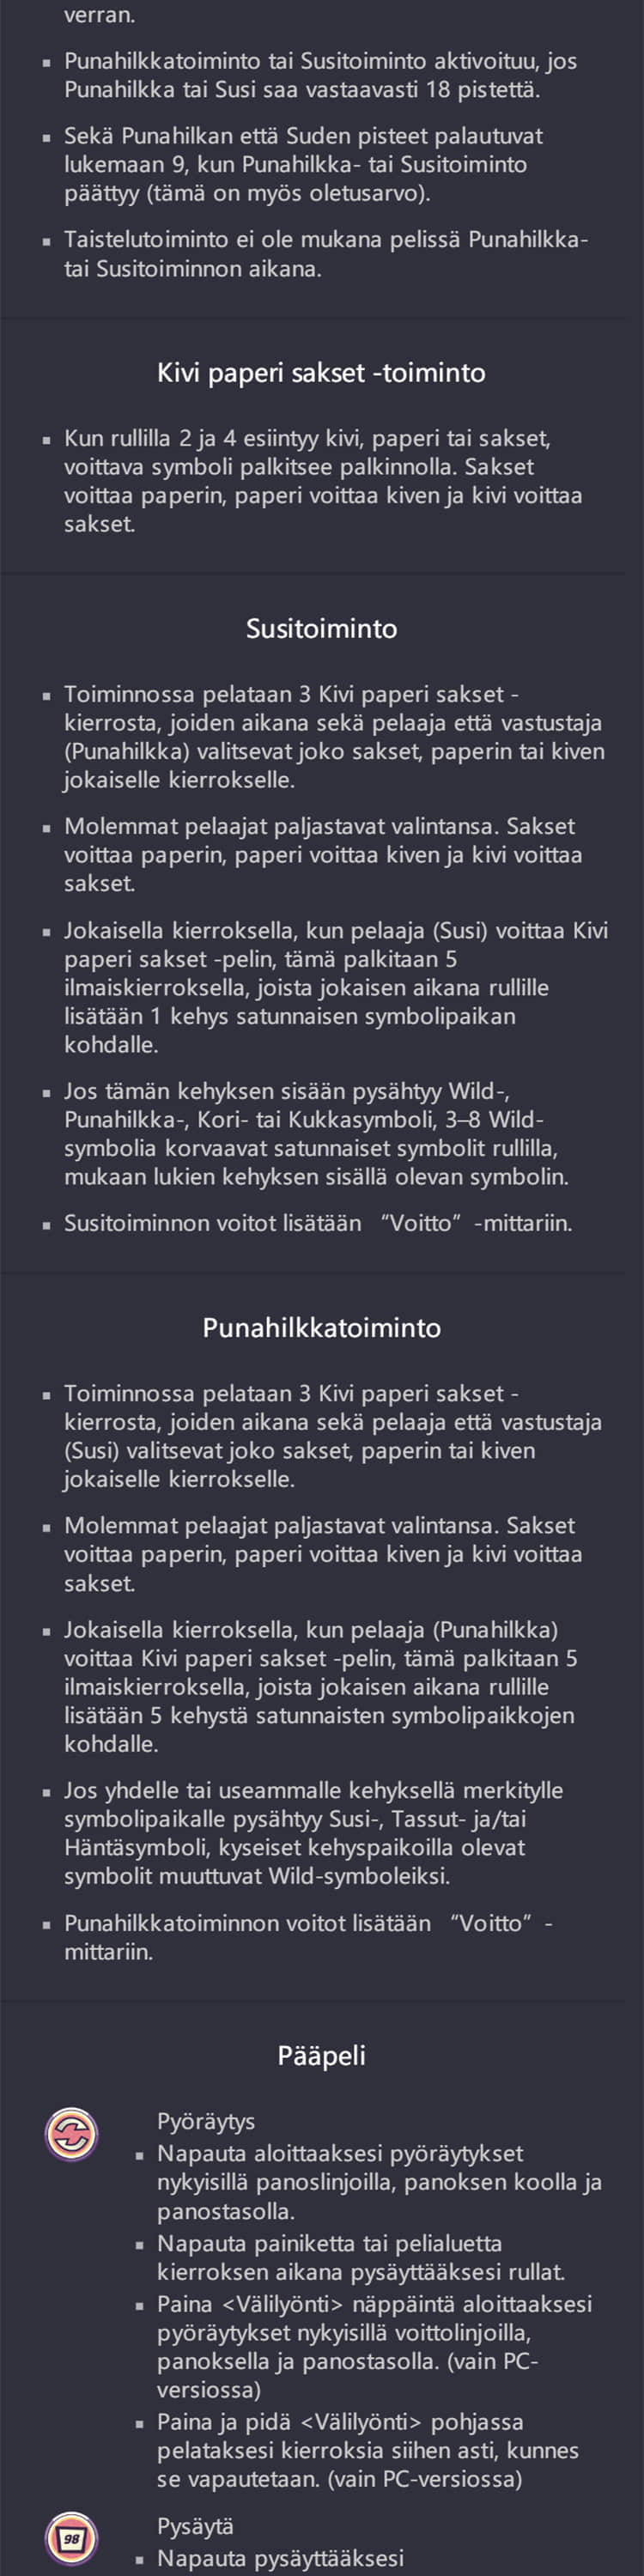 verran.
▪ Punahilkkatoiminto tai Susitoiminto aktivoituu, jos
Punahilkka tai Susi saa vastaavasti 18 pistettä.
▪ Sekä Punahilkan että Suden pisteet palautuvat
lukemaan 9, kun Punahilkka- tai Susitoiminto
päättyy (tämä on myös oletusarvo).
▪ Taistelutoiminto ei ole mukana pelissä Punahilkka-
tai Susitoiminnon aikana.
Kivi paperi sakset -toiminto
▪ Kun rullilla 2 ja 4 esiintyy kivi, paperi tai sakset,
voittava symboli palkitsee palkinnolla. Sakset
voittaa paperin, paperi voittaa kiven ja kivi voittaa
sakset.
Susitoiminto
▪ Toiminnossa pelataan 3 Kivi paperi sakset -
kierrosta, joiden aikana sekä pelaaja että vastustaja
(Punahilkka) valitsevat joko sakset, paperin tai kiven
jokaiselle kierrokselle.
▪ Molemmat pelaajat paljastavat valintansa. Sakset
voittaa paperin, paperi voittaa kiven ja kivi voittaa
sakset.
▪ Jokaisella kierroksella, kun pelaaja (Susi) voittaa Kivi
paperi sakset -pelin, tämä palkitaan 5
ilmaiskierroksella, joista jokaisen aikana rullille
lisätään 1 kehys satunnaisen symbolipaikan
kohdalle.
▪ Jos tämän kehyksen sisään pysähtyy Wild-,
Punahilkka-, Kori- tai Kukkasymboli, 3–8 Wild-
symbolia korvaavat satunnaiset symbolit rullilla,
mukaan lukien kehyksen sisällä olevan symbolin.
▪ Susitoiminnon voitot lisätään “Voitto” -mittariin.
Punahilkkatoiminto
▪ Toiminnossa pelataan 3 Kivi paperi sakset -
kierrosta, joiden aikana sekä pelaaja että vastustaja
(Susi) valitsevat joko sakset, paperin tai kiven
jokaiselle kierrokselle.
▪ Molemmat pelaajat paljastavat valintansa. Sakset
voittaa paperin, paperi voittaa kiven ja kivi voittaa
sakset.
▪ Jokaisella kierroksella, kun pelaaja (Punahilkka)
voittaa Kivi paperi sakset -pelin, tämä palkitaan 5
ilmaiskierroksella, joista jokaisen aikana rullille
lisätään 5 kehystä satunnaisten symbolipaikkojen
kohdalle.
▪ Jos yhdelle tai useammalle kehyksellä merkitylle
symbolipaikalle pysähtyy Susi-, Tassut- ja/tai
Häntäsymboli, kyseiset kehyspaikoilla olevat
symbolit muuttuvat Wild-symboleiksi.
▪ Punahilkkatoiminnon voitot lisätään “Voitto” -
mittariin.
Pääpeli
Pyöräytys
▪ Napauta aloittaaksesi pyöräytykset
nykyisillä panoslinjoilla, panoksen koolla ja
panostasolla.
▪ Napauta painiketta tai pelialuetta
kierroksen aikana pysäyttääksesi rullat.
▪ Paina <Välilyönti> näppäintä aloittaaksesi
pyöräytykset nykyisillä voittolinjoilla,
panoksella ja panostasolla. (vain PC-
versiossa)
▪ Paina ja pidä <Välilyönti> pohjassa
pelataksesi kierroksia siihen asti, kunnes
se vapautetaan. (vain PC-versiossa)
98 Pysäytä
▪ Napauta pysäyttääksesi